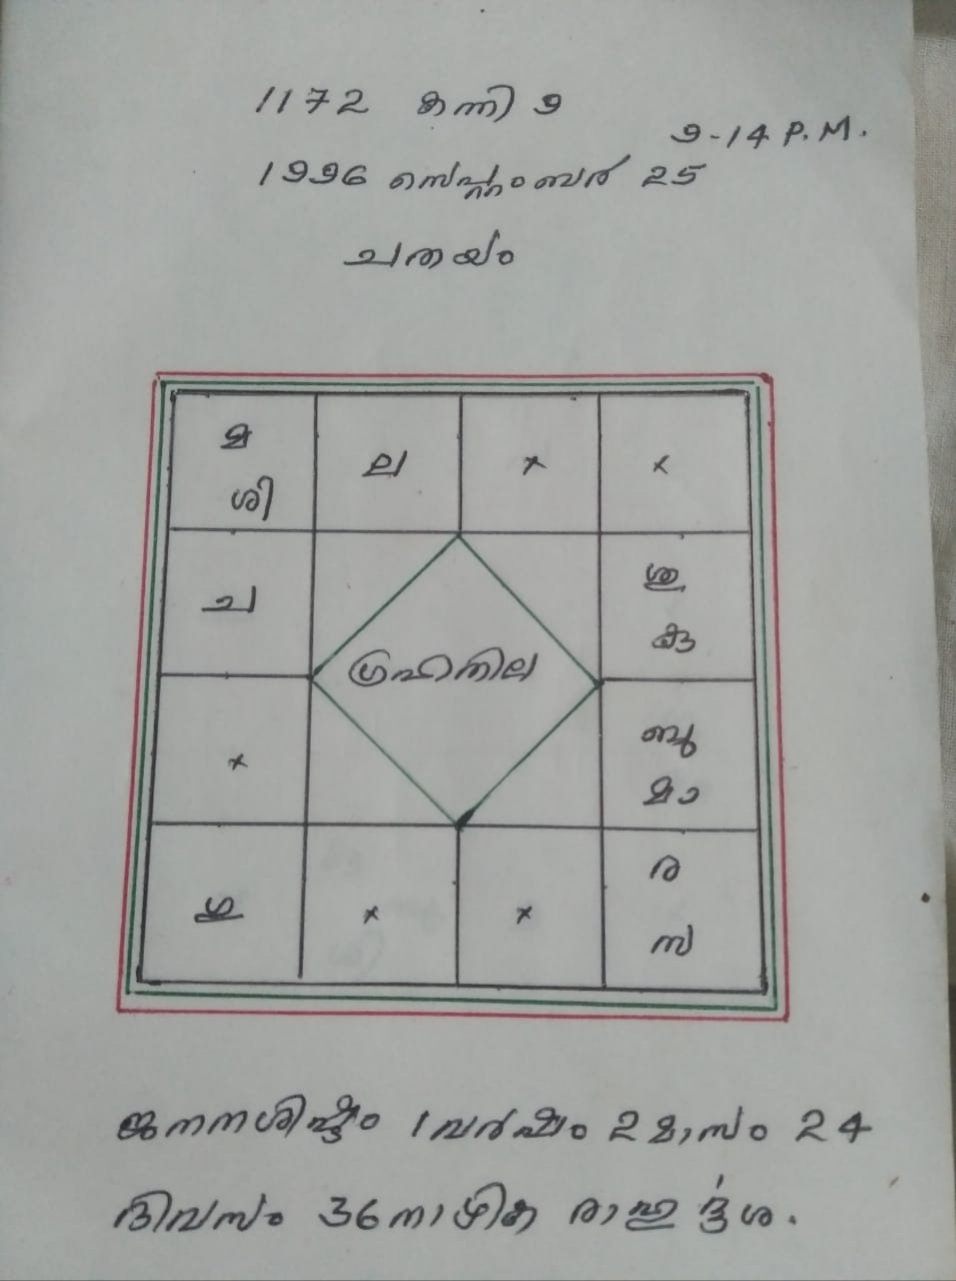 1172 കന്നി 9
9-14 P.M.
1996 സെപ്റ്റംബർ 25
ചതയം
മ ല × ×
ശി
ച ശു
കു
ഗ്രഹനില
× ബു
മാ
ഗു × × ര
സ
ജനനശിഷ്ടം 1 വർഷം 2 മാസം 24
ദിവസം 36 നാഴിക രാഹുർദ്ദശ.